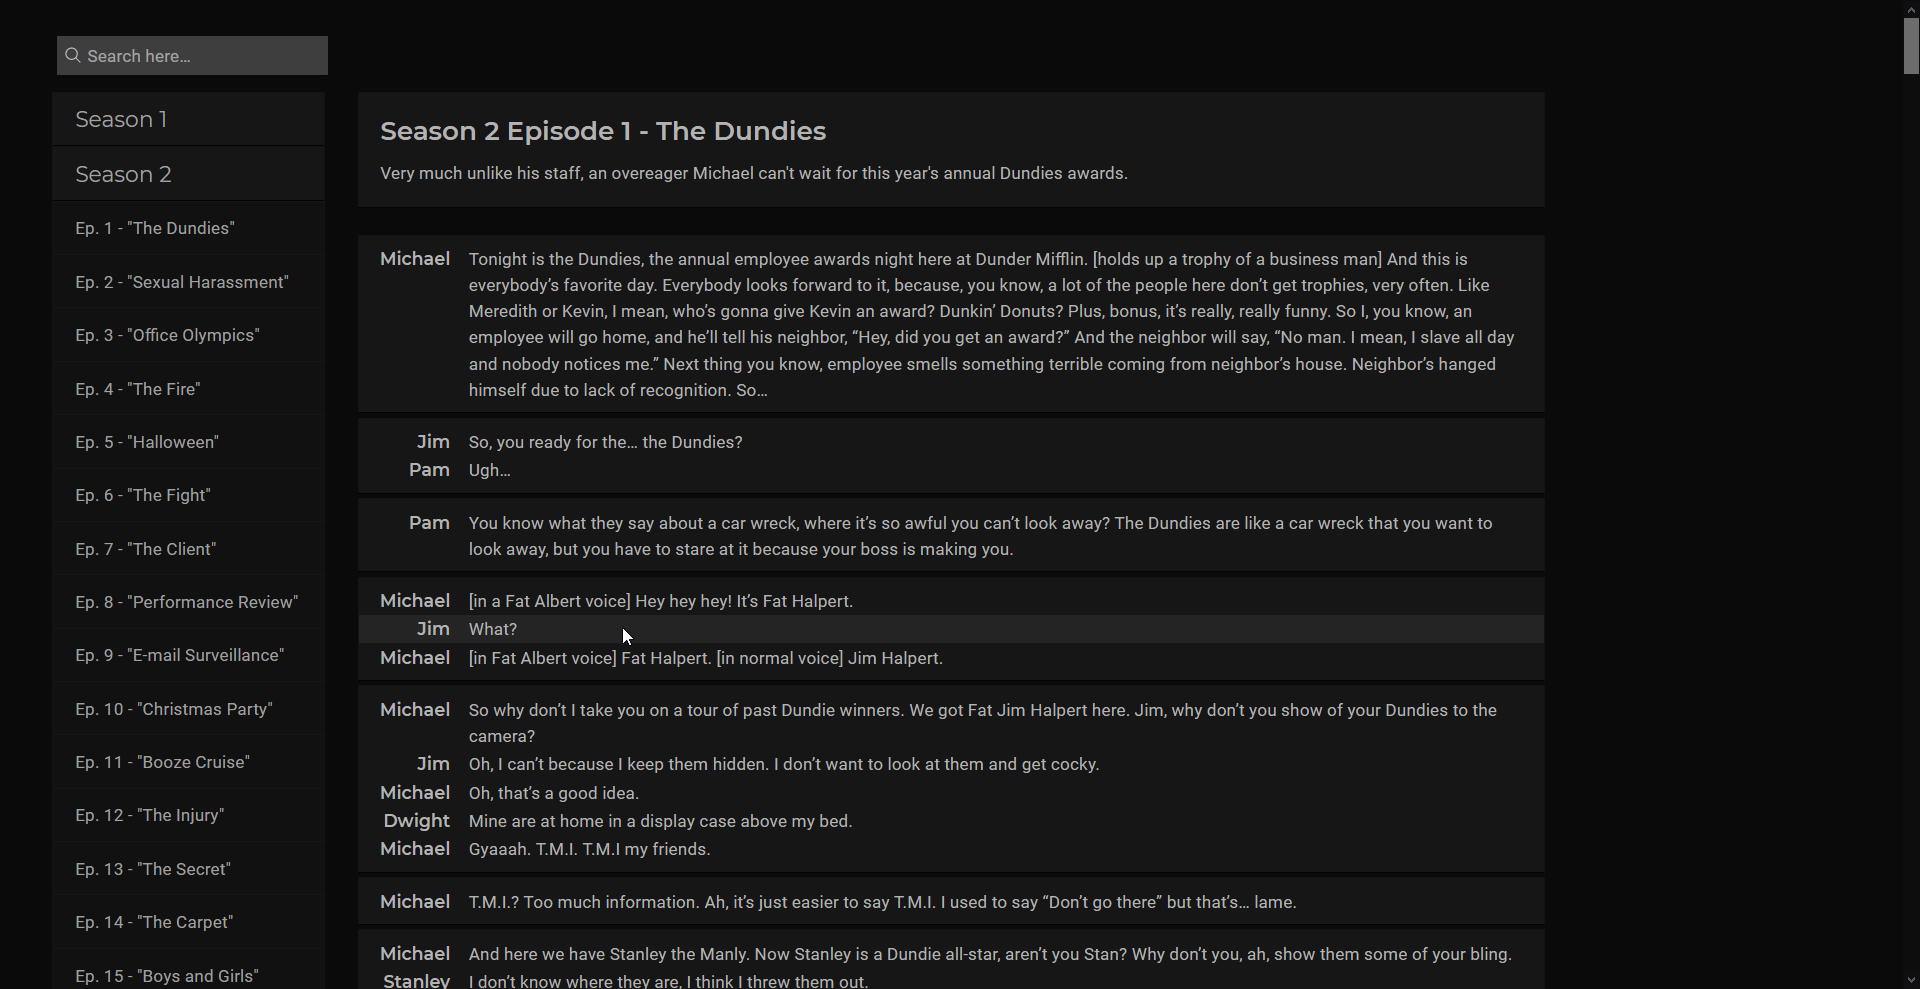 Search here...
Season 1
Season 2
Ep. 1 - "The Dundies"
Ep. 2 - "Sexual Harassment"
Ep. 3 - "Office Olympics"
Ep. 4 - "The Fire"
Ep. 5 - "Halloween"
Ep. 6 - "The Fight"
Ep. 7 - "The Client"
Ep. 8 - "Performance Review"
Ep. 9 - "E-mail Surveillance"
Ep. 10 - "Christmas Party"
Ep. 11 - "Booze Cruise"
Ep. 12 - "The Injury"
Ep. 13 - "The Secret"
Ep. 14 - "The Carpet"
Ep. 15 - "Boys and Girls"
Season 2 Episode 1 - The Dundies
Very much unlike his staff, an overeager Michael can't wait for this year's annual Dundies awards.
Michael Tonight is the Dundies, the annual employee awards night here at Dunder Mifflin. [holds up a trophy of a business man] And this is
everybody’s favorite day. Everybody looks forward to it, because, you know, a lot of the people here don’t get trophies, very often. Like
Meredith or Kevin, I mean, who’s gonna give Kevin an award? Dunkin’ Donuts? Plus, bonus, it’s really, really funny. So I, you know, an
employee will go home, and he’ll tell his neighbor, “Hey, did you get an award?” And the neighbor will say, “No man. I mean, I slave all day
and nobody notices me.” Next thing you know, employee smells something terrible coming from neighbor’s house. Neighbor’s hanged
himself due to lack of recognition. So…
Jim So, you ready for the… the Dundies?
Pam Ugh…
Pam You know what they say about a car wreck, where it’s so awful you can’t look away? The Dundies are like a car wreck that you want to
look away, but you have to stare at it because your boss is making you.
Michael [in a Fat Albert voice] Hey hey hey! It’s Fat Halpert.
Jim What?
Michael [in Fat Albert voice] Fat Halpert. [in normal voice] Jim Halpert.
Michael So why don’t I take you on a tour of past Dundie winners. We got Fat Jim Halpert here. Jim, why don’t you show of your Dundies to the
camera?
Jim Oh, I can’t because I keep them hidden. I don’t want to look at them and get cocky.
Michael Oh, that’s a good idea.
Dwight Mine are at home in a display case above my bed.
Michael Gyaaah. T.M.I. T.M.I my friends.
Michael T.M.I.? Too much information. Ah, it’s just easier to say T.M.I. I used to say “Don’t go there” but that’s… lame.
Michael And here we have Stanley the Manly. Now Stanley is a Dundie all-star, aren’t you Stan? Why don’t you, ah, show them some of your bling.
Stanley I don’t know where they are, I think I threw them out.